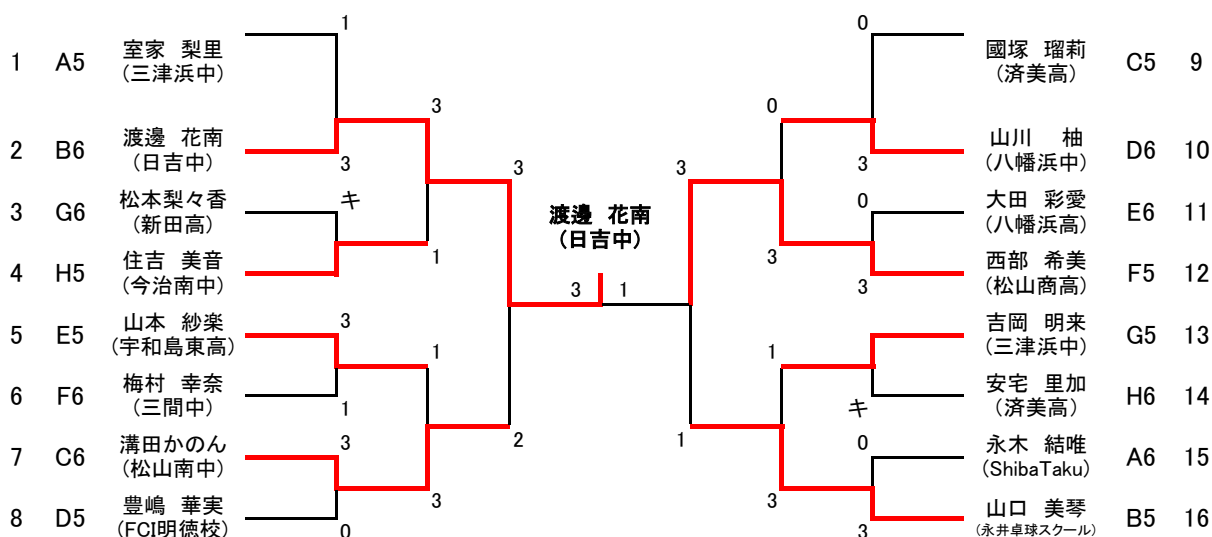 1 A5 室家 梨里
(三津浜中)
2 B6 渡邊 花南
(日吉中)
3 G6 松本梨々香
(新田高)
4 H5 住吉 美音
(今治南中)
5 E5 山本 紗楽
(宇和島東高)
6 F6 梅村 幸奈
(三間中)
7 C6 溝田かのん
(松山南中)
8 D5 豊嶋 華実
(FCI明徳校)
1
3
キ
3
1
3
0
3
1
1
3
3
2
渡邊 花南
(日吉中)
3 1
3
1
0
3
1
3
0
3
0
3
キ
0
3
國塚 瑠莉 C5 9
(済美高)
山川 柚 D6 10
(八幡浜中)
大田 彩愛 E6 11
(八幡浜高)
西部 希美 F5 12
(松山商高)
吉岡 明来 G5 13
(三津浜中)
安宅 里加 H6 14
(済美高)
永木 結唯 A6 15
(ShibaTaku)
山口 美琴 B5 16
(永井卓球スクール)